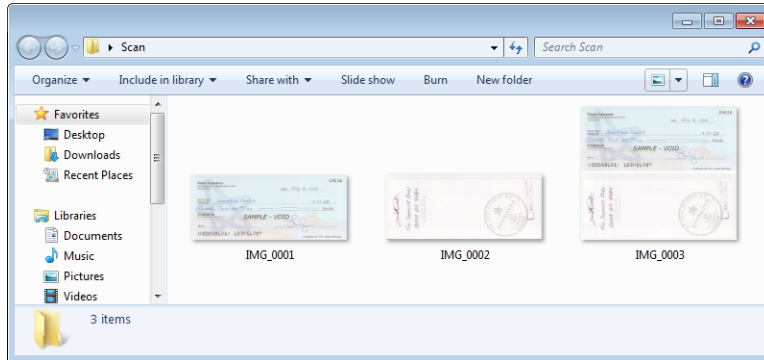 Scan
Search Scan
Organize
Include in library
Share with
Slide show
Burn
New folder
Favorites
Desktop
Downloads
Recent Places
Libraries
Documents
Music
Pictures
Videos
SAMPLE - VOID
IMG_0001
IMG_0002
SAMPLE - VOID
IMG_0003
3 items